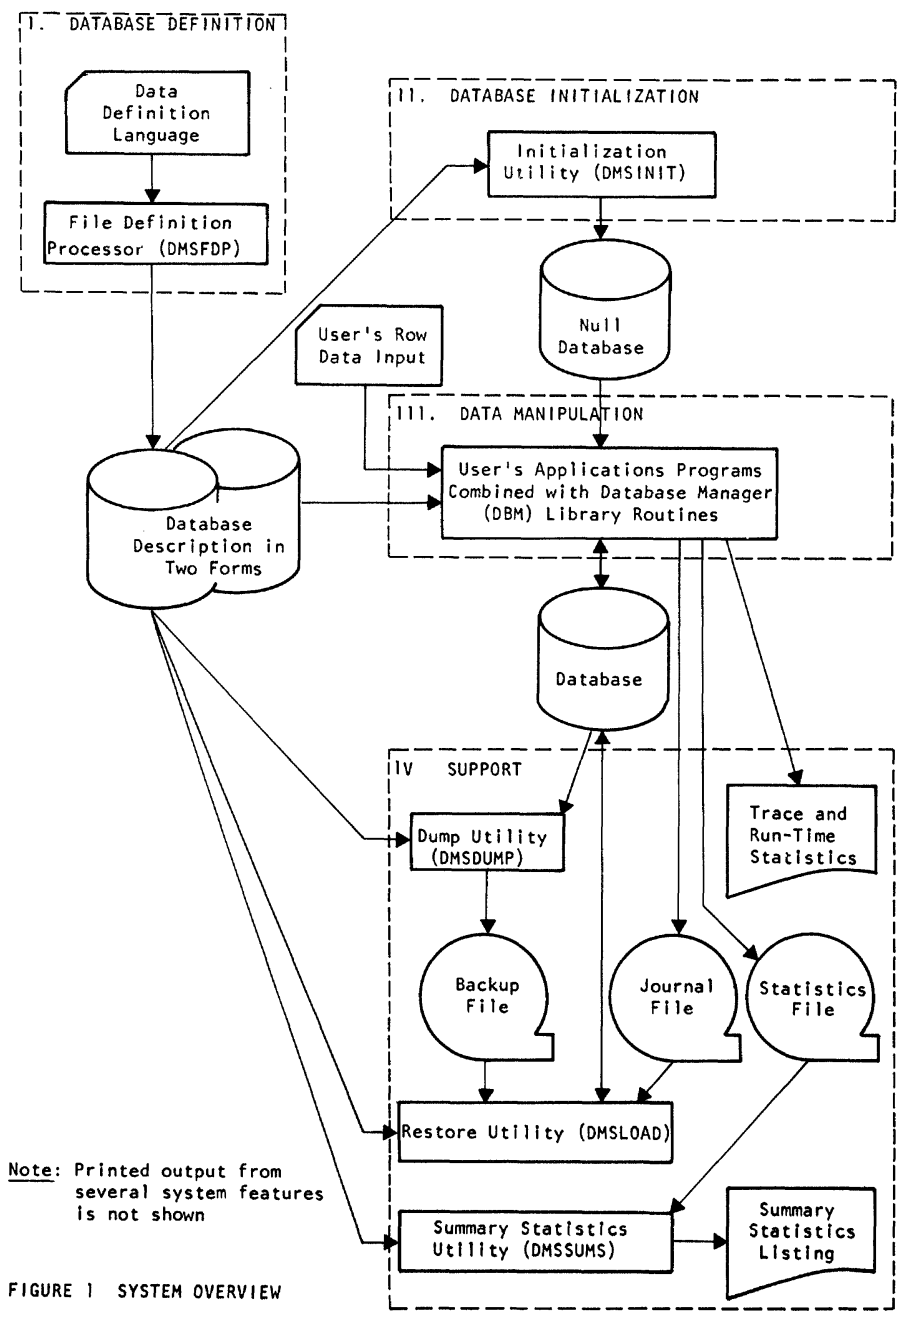 I. DATABASE DEFINITION
Data
Definition
Language
File Definition
Processor (DMSFDP)
II. DATABASE INITIALIZATION
Initialization
Utility (DMSINIT)
Null
Database
User's Row
Data Input
III. DATA MANIPULATION
User's Applications Programs
Combined with Database Manager
(DBM) Library Routines
Database
Description in
Two Forms
Database
IV SUPPORT
Dump Utility
(DMSDUMP)
Trace and
Run-Time
Statistics
Backup
File
Journal
File
Statistics
File
Restore Utility (DMSLOAD)
Summary Statistics
Utility (DMSSUMS)
Summary
Statistics
Listing
Note: Printed output from
several system features
is not shown
FIGURE 1 SYSTEM OVERVIEW